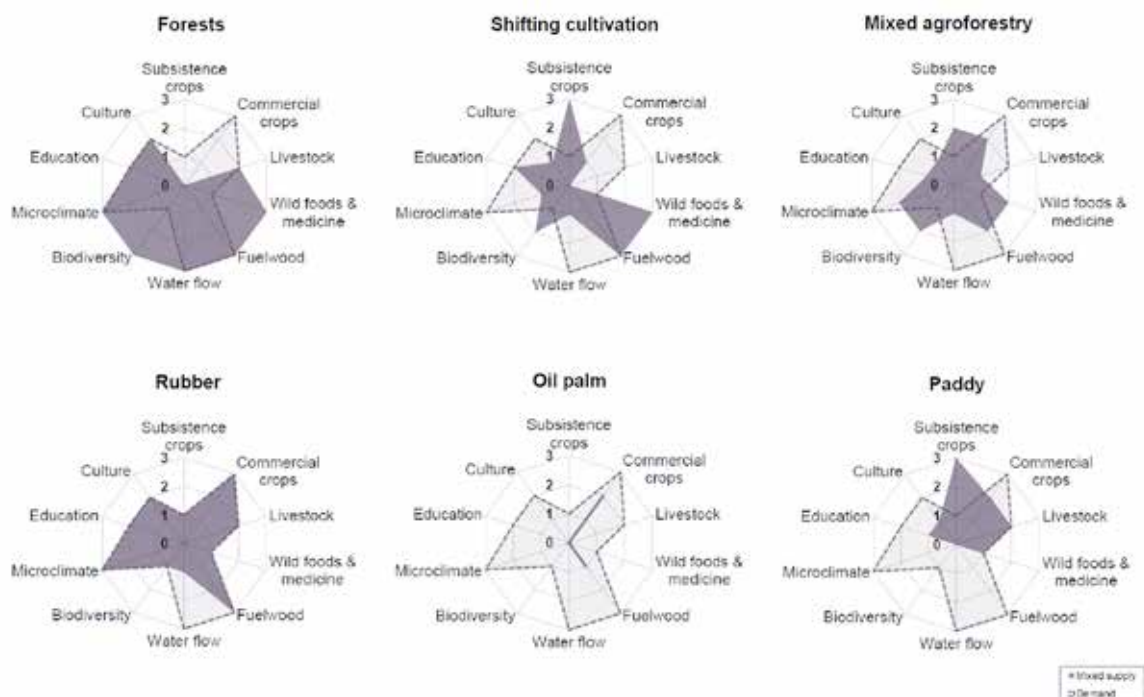 Forests
Subsistence
crops
Commercial
crops
Livestock
Wild foods &
medicine
Fuelwood
Water flow
Biodiversity
Microclimate
Education
Culture
3
2
1
0
Shifting cultivation
Subsistence
crops
Commercial
crops
Livestock
Wild foods &
medicine
Fuelwood
Water flow
Biodiversity
Microclimate
Education
Culture
3
2
1
0
Mixed agroforestry
Subsistence
crops
Commercial
crops
Livestock
Wild foods &
medicine
Fuelwood
Water flow
Biodiversity
Microclimate
Education
Culture
3
2
1
0
Rubber
Subsistence
crops
Commercial
crops
Livestock
Wild foods &
medicine
Fuelwood
Water flow
Biodiversity
Microclimate
Education
Culture
3
2
1
0
Oil palm
Subsistence
crops
Commercial
crops
Livestock
Wild foods &
medicine
Fuelwood
Water flow
Biodiversity
Microclimate
Education
Culture
3
2
1
0
Paddy
Subsistence
crops
Commercial
crops
Livestock
Wild foods &
medicine
Fuelwood
Water flow
Biodiversity
Microclimate
Education
Culture
3
2
1
0
Mixed supply
Demand